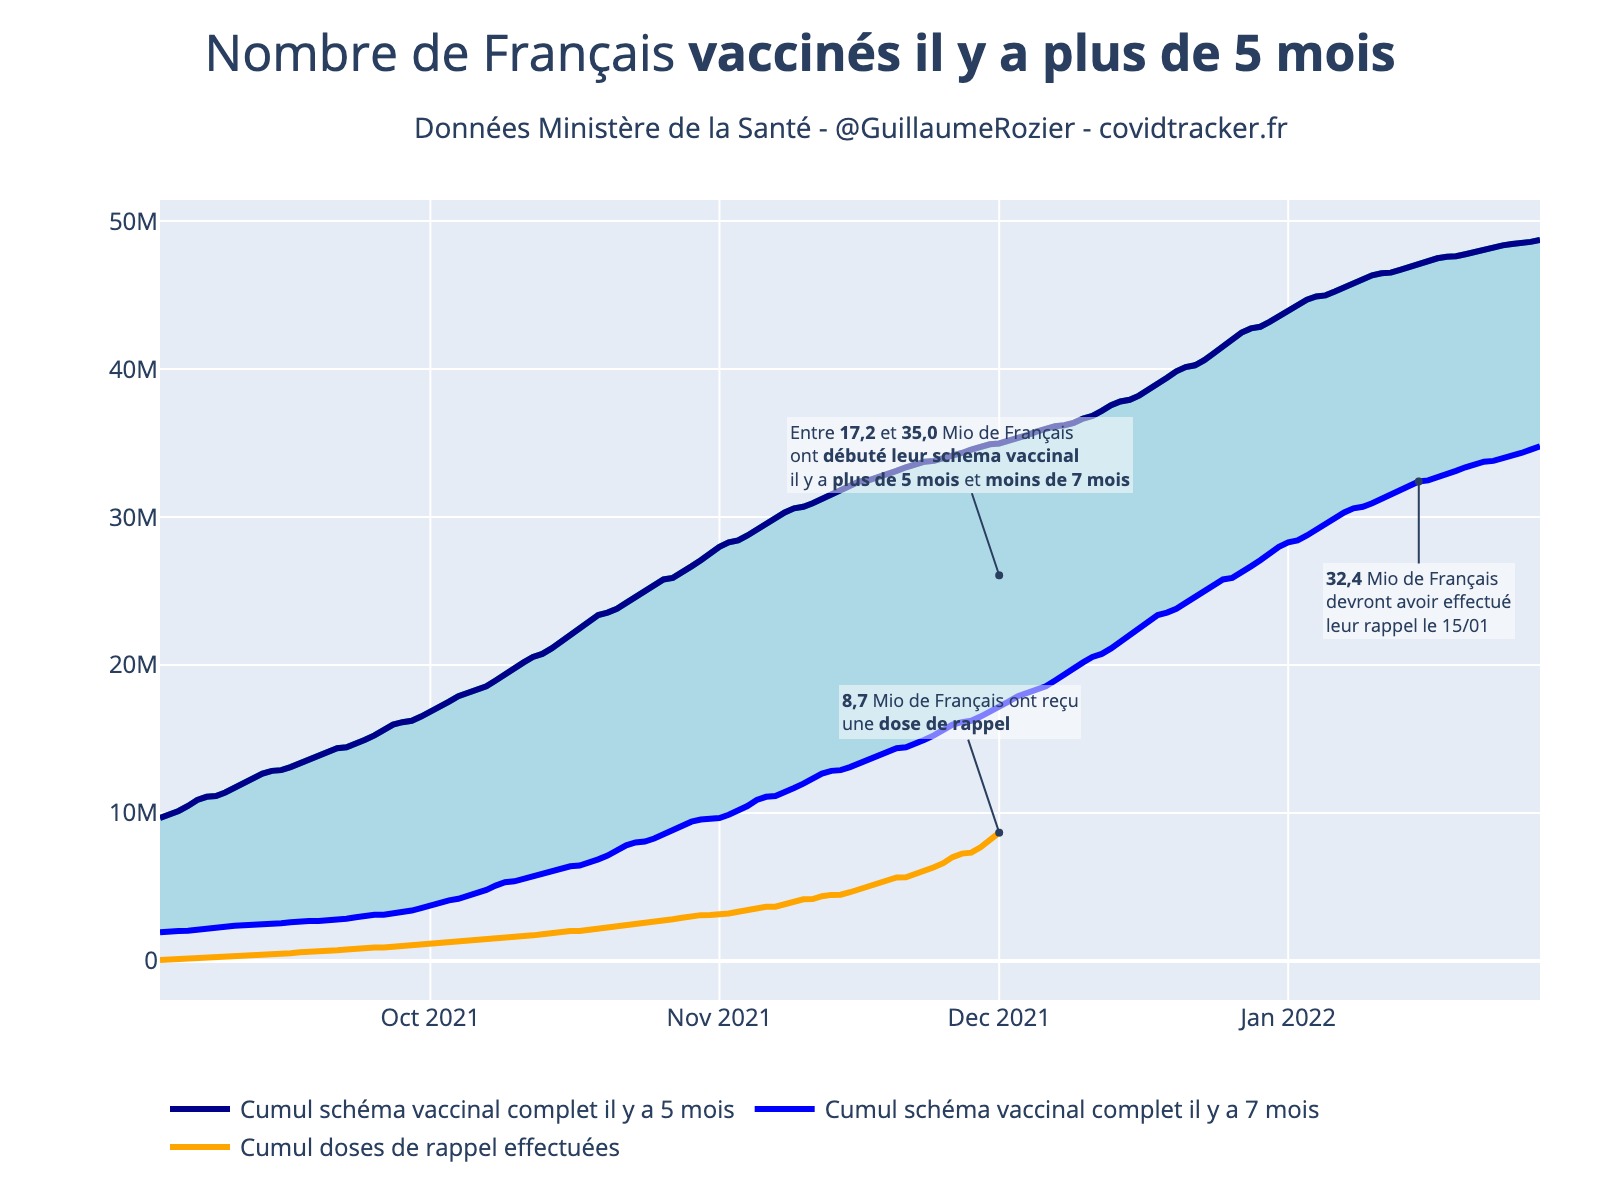 Nombre de Français vaccinés il y a plus de 5 mois
Données Ministère de la Santé - @GuillaumeRozier - covidtracker.fr
50M
40M
30M
20M
10M
0
Entre 17,2 et 35,0 Mio de Français
ont débuté leur schéma vaccinal
il y a plus de 5 mois et moins de 7 mois
32,4 Mio de Français
devront avoir effectué
leur rappel le 15/01
8,7 Mio de Français ont reçu
une dose de rappel
Oct 2021
Nov 2021
Dec 2021
Jan 2022
Cumul schéma vaccinal complet il y a 5 mois
Cumul schéma vaccinal complet il y a 7 mois
Cumul doses de rappel effectuées